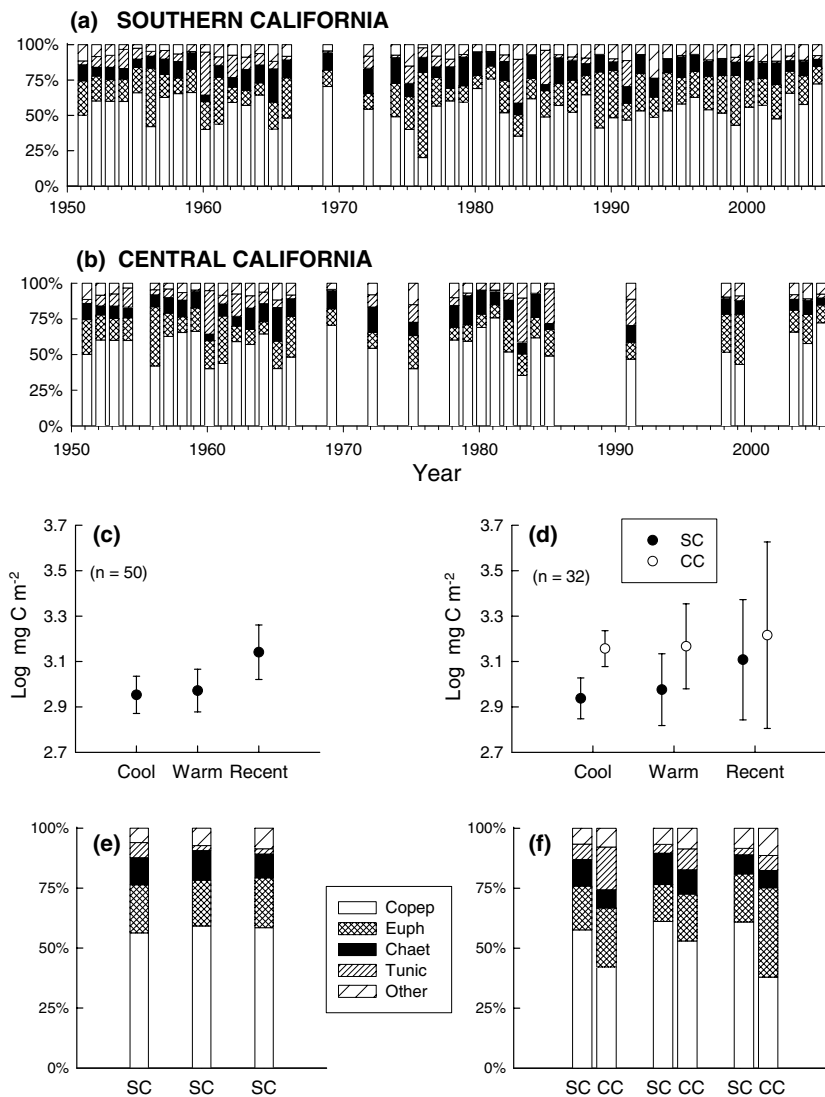 (a) SOUTHERN CALIFORNIA
100%
75%
50%
25%
0%
1950 1960 1970 1980 1990 2000
(b) CENTRAL CALIFORNIA
100%
75%
50%
25%
0%
1950 1960 1970 1980 1990 2000
Year
(c)
(n = 50)
Log mg C m-2
3.7
3.5
3.3
3.1
2.9
2.7
Cool Warm Recent
(d)
(n = 32)
SC
CC
Log mg C m-2
3.7
3.5
3.3
3.1
2.9
2.7
Cool Warm Recent
(e)
100%
75%
50%
25%
0%
SC SC SC
Copep
Euph
Chaet
Tunic
Other
(f)
100%
75%
50%
25%
0%
SC CC SC CC SC CC